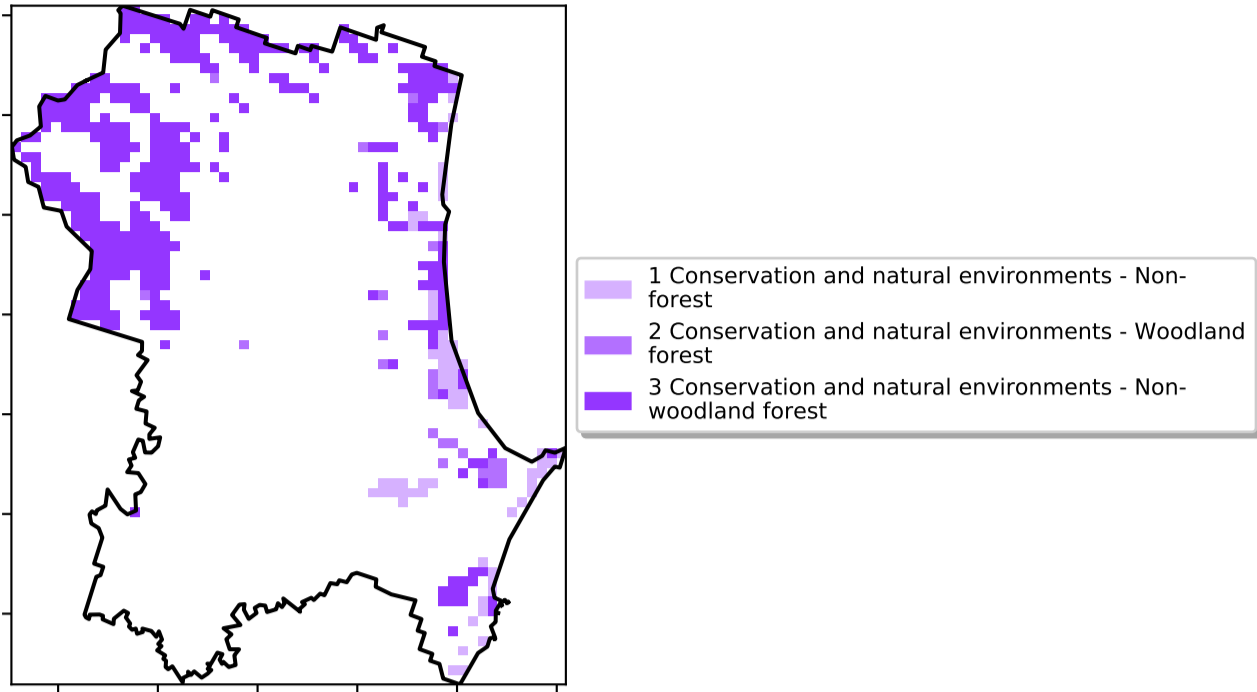 1 Conservation and natural environments - Non-
forest
2 Conservation and natural environments - Woodland
forest
3 Conservation and natural environments - Non-
woodland forest